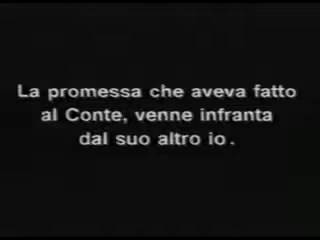 La promessa che aveva fatto
al Conte, venne infranta
dal suo altro io.